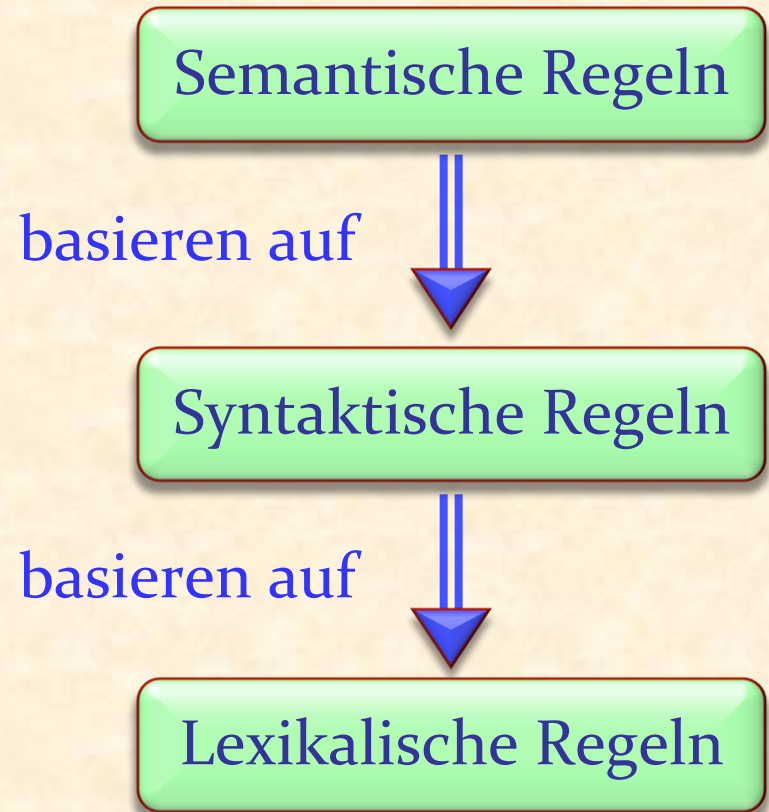 Semantische Regeln
basieren auf
Syntaktische Regeln
basieren auf
Lexikalische Regeln